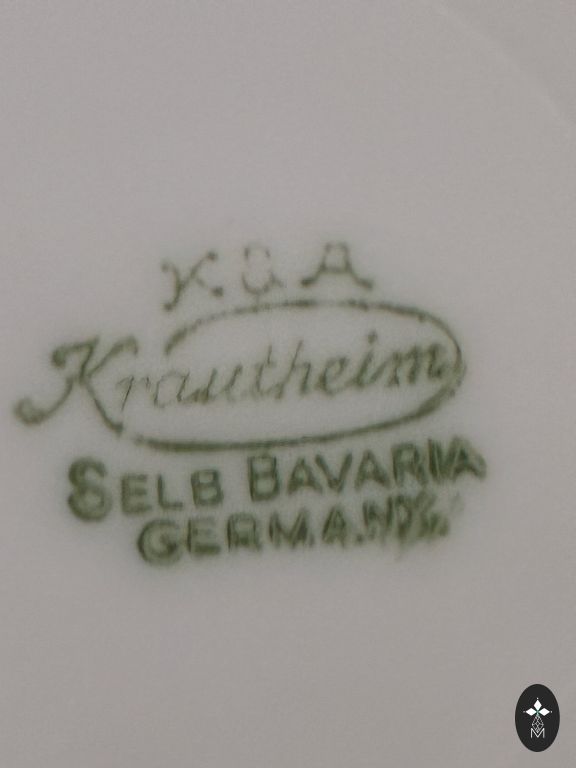 K & A
Krautheim
SELB BAVARIA
GERMANY
M